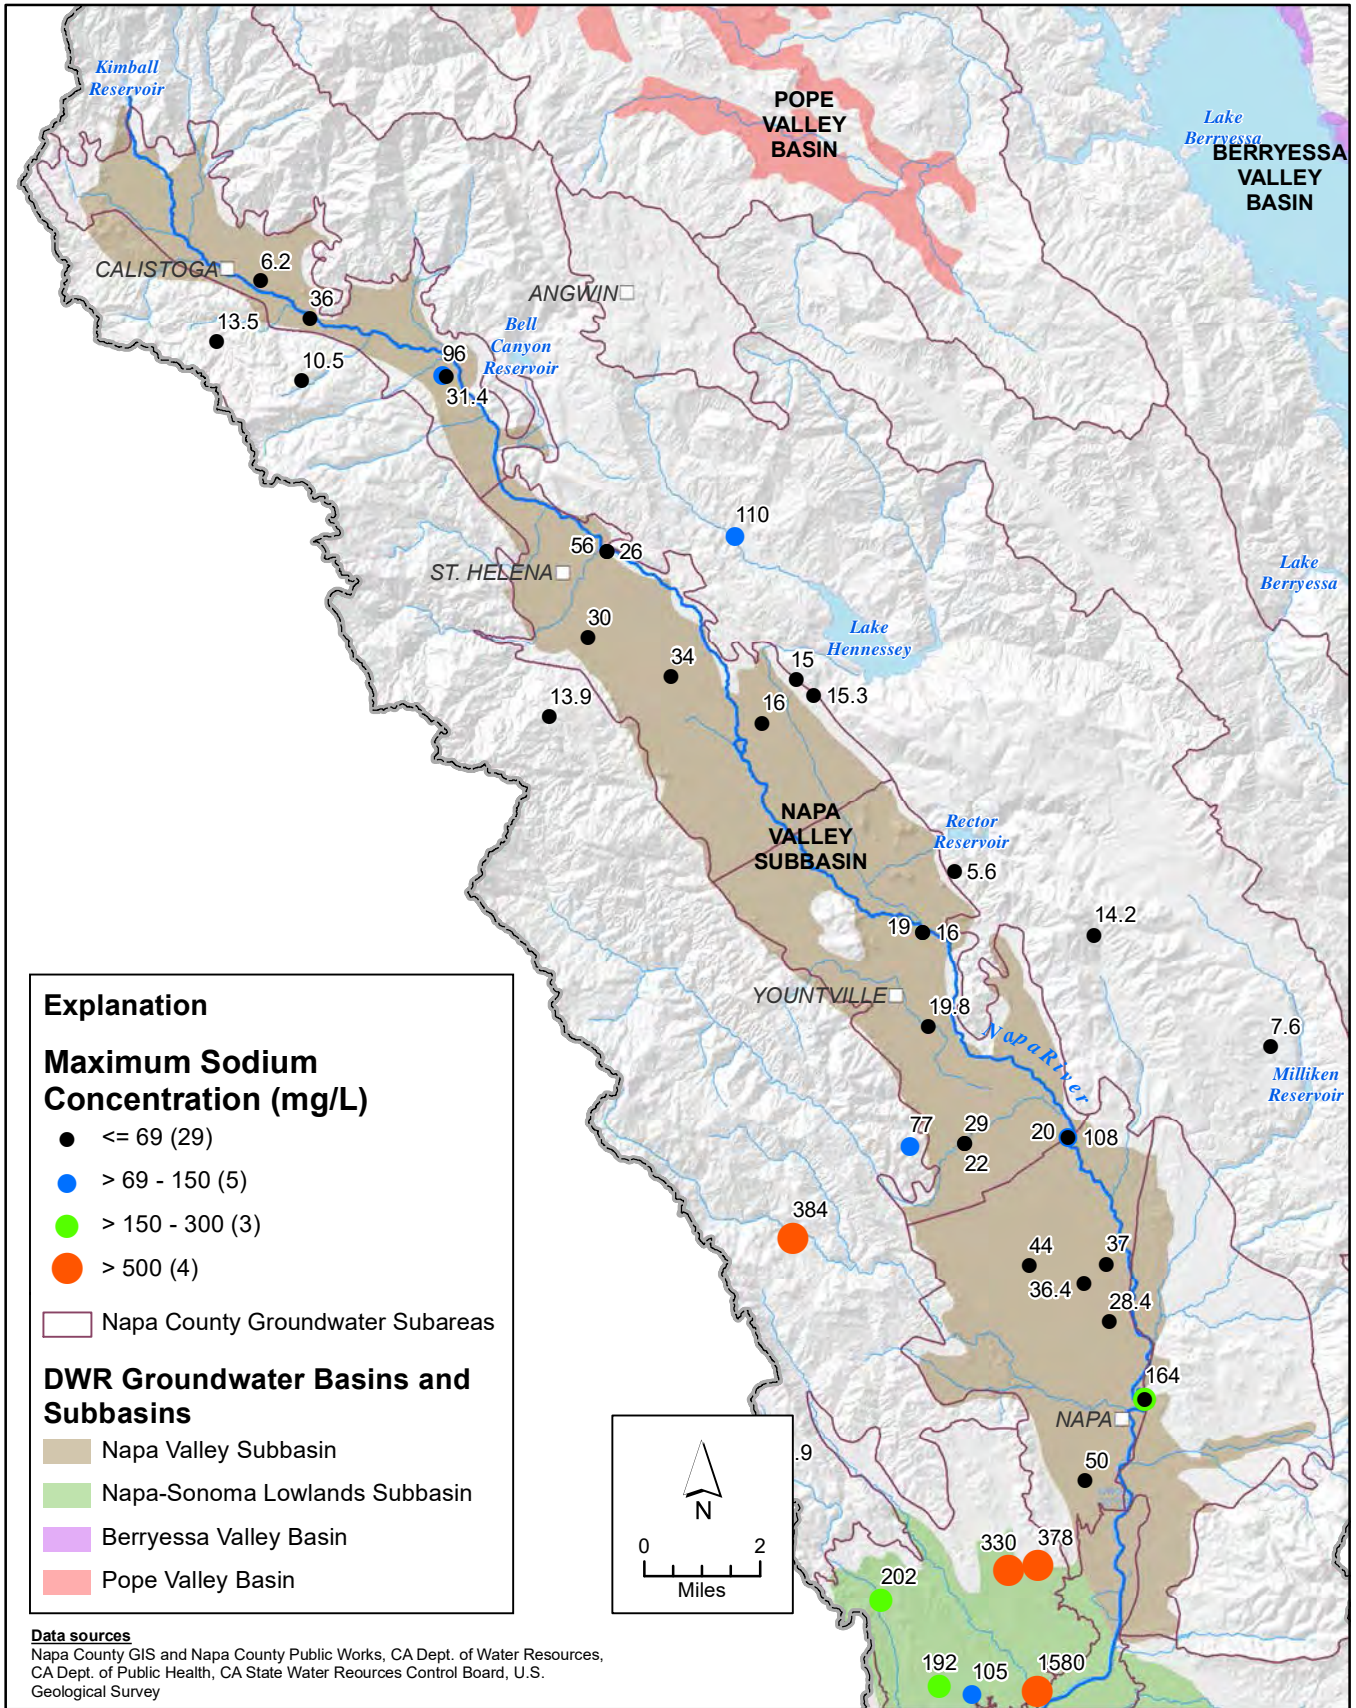 Kimball
Reservoir
POPE
VALLEY
BASIN
Lake
Berryessa
BERRYESSA
VALLEY
BASIN
CALISTOGA
6.2
ANGWIN
36
13.5
Bell
Canyon
Reservoir
10.5
96
31.4
110
56
26
ST. HELENA
Lake
Berryessa
30
Lake
Hennessey
34
15
15.3
13.9
16
NAPA
VALLEY
SUBBASIN
Rector
Reservoir
5.6
14.2
19
16
YOUNTVILLE
19.8
Napa River
7.6
Milliken
Reservoir
77
29
22
20
108
384
44
37
36.4
28.4
164
NAPA
50
.9
330
378
202
192
105
1580
Explanation
Maximum Sodium
Concentration (mg/L)
<= 69 (29)
> 69 - 150 (5)
> 150 - 300 (3)
> 500 (4)
Napa County Groundwater Subareas
DWR Groundwater Basins and
Subbasins
Napa Valley Subbasin
Napa-Sonoma Lowlands Subbasin
Berryessa Valley Basin
Pope Valley Basin
N
0 2
Miles
Data sources
Napa County GIS and Napa County Public Works, CA Dept. of Water Resources,
CA Dept. of Public Health, CA State Water Reources Control Board, U.S.
Geological Survey